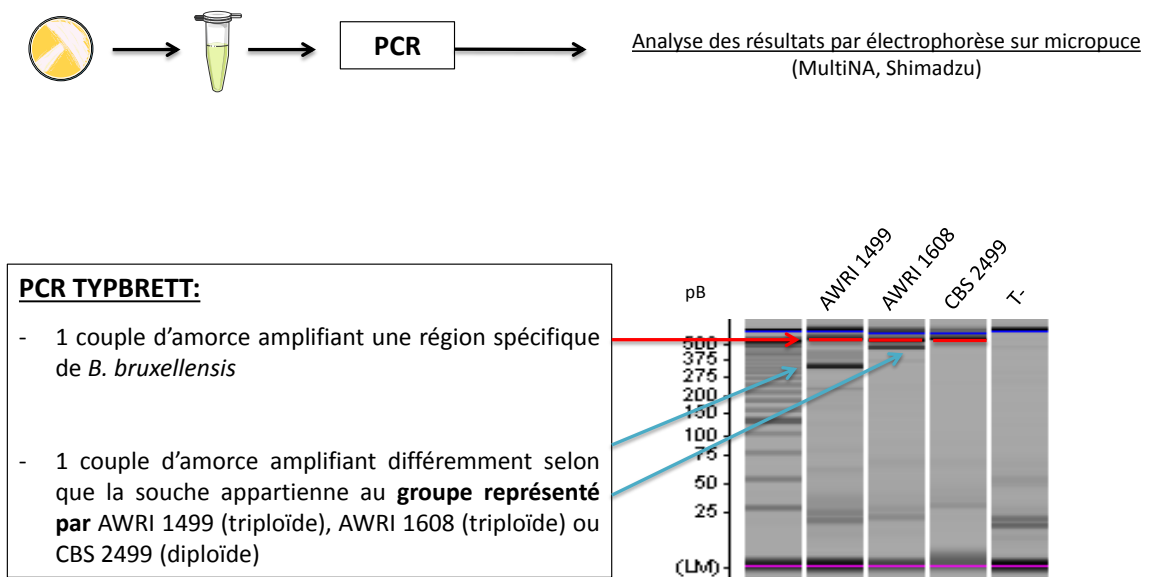 PCR
Analyse des résultats par électrophorèse sur micropuce
(MultiNA, Shimadzu)
PCR TYPBRETT:
- 1 couple d'amorce amplifiant une région spécifique
de B. bruxellensis
- 1 couple d'amorce amplifiant différemment selon
que la souche appartienne au groupe représenté
par AWRI 1499 (triploïde), AWRI 1608 (triploïde) ou
CBS 2499 (diploïde)
AWRI 1499
AWRI 1608
CBS 2499
T-
pB
500
375
275
200
150
100
75
50
25
(LM)